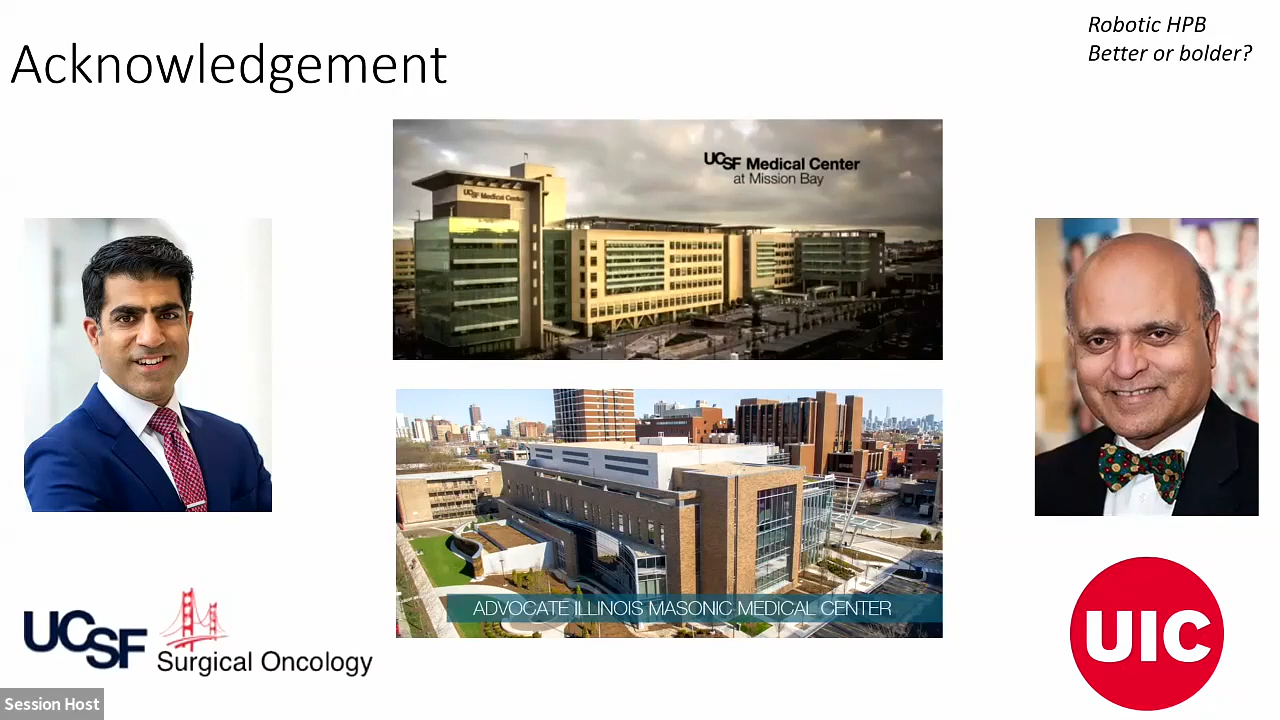 Acknowledgement
Robotic HPB
Better or bolder?
UCSF Medical Center
at Mission Bay
UCSF Medical Center
ADVOCATE ILLINOIS MASONIC MEDICAL CENTER
UCSF Surgical Oncology
UIC
Session Host